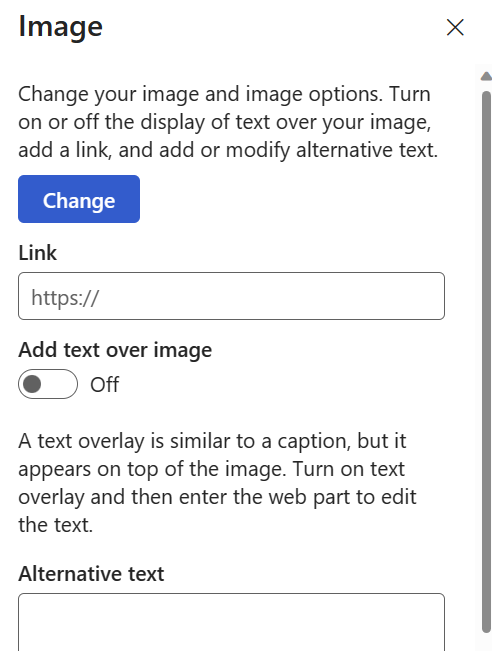 Image
Change your image and image options. Turn
on or off the display of text over your image,
add a link, and add or modify alternative text.
Change
Link
https://
Add text over image
Off
A text overlay is similar to a caption, but it
appears on top of the image. Turn on text
overlay and then enter the web part to edit
the text.
Alternative text